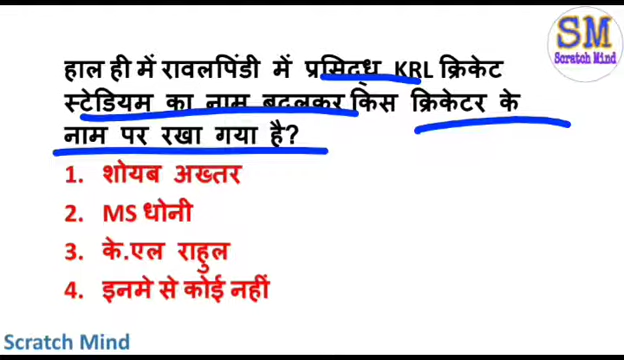 SM
Scratch Mind
हाल ही में रावलपिंडी में प्रसिद्ध KRL क्रिकेट
स्टेडियम का नाम बदलकर किस क्रिकेटर के
नाम पर रखा गया है?
1. शोयब अख्तर
2. MS धोनी
3. के.एल राहुल
4. इनमे से कोई नहीं
Scratch Mind